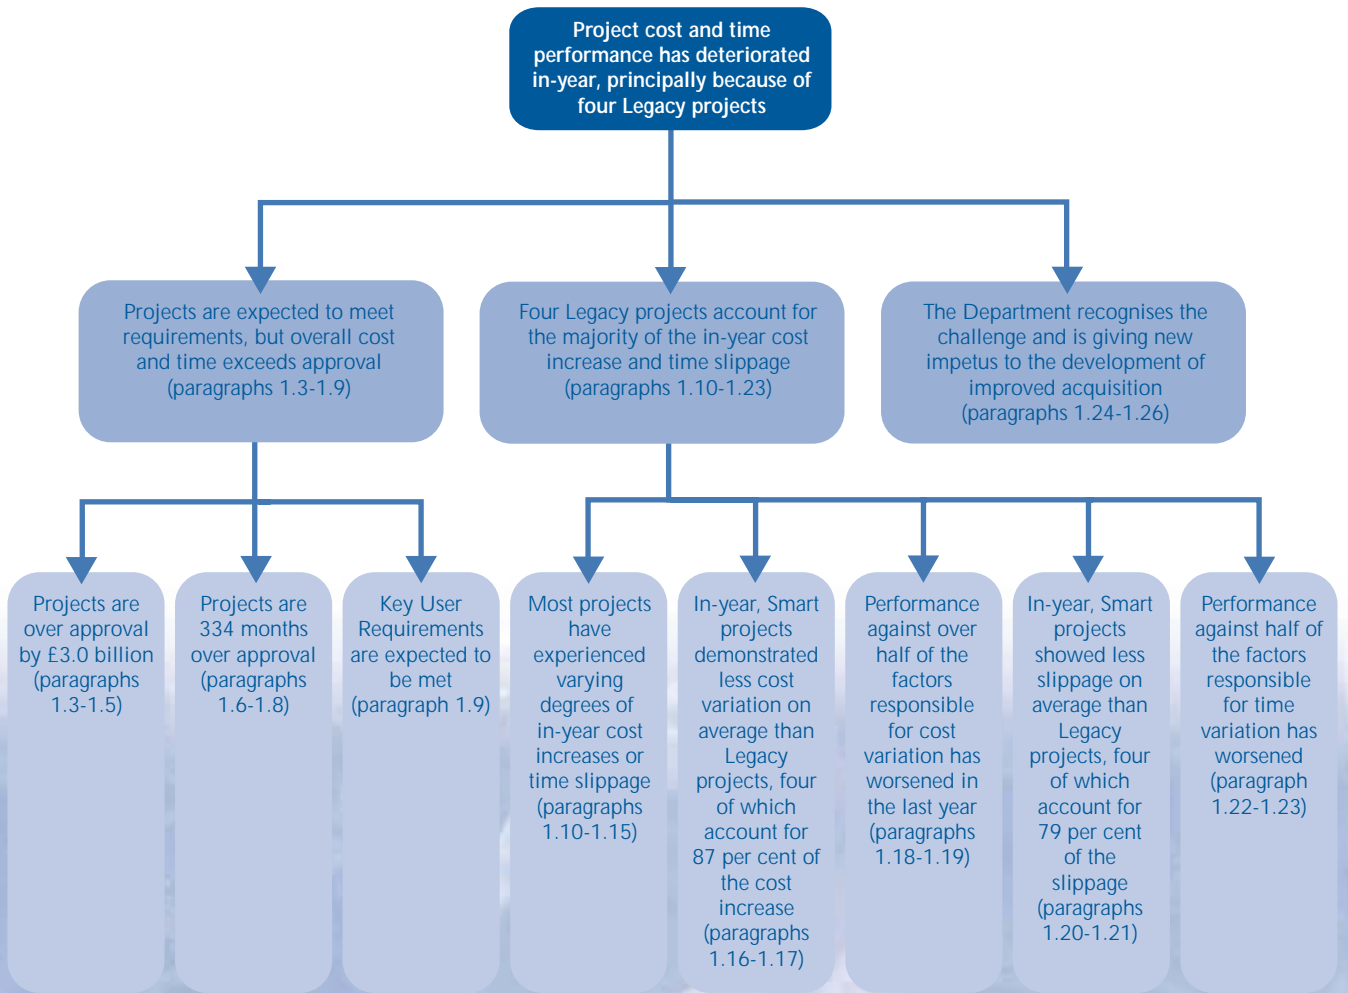 Project cost and time
performance has deteriorated
in-year, principally because of
four Legacy projects
Projects are expected to meet
requirements, but overall cost
and time exceeds approval
(paragraphs 1.3-1.9)
Four Legacy projects account for
the majority of the in-year cost
increase and time slippage
(paragraphs 1.10-1.23)
The Department recognises the
challenge and is giving new
impetus to the development of
improved acquisition
(paragraphs 1.24-1.26)
Projects are
over approval
by £3.0 billion
(paragraphs
1.3-1.5)
Projects are
334 months
over approval
(paragraphs
1.6-1.8)
Key User
Requirements
are expected to
be met
(paragraph 1.9)
Most projects
have
experienced
varying
degrees of
in-year cost
increases or
time slippage
(paragraphs
1.10-1.15)
In-year, Smart
projects
demonstrated
less cost
variation on
average than
Legacy
projects, four
of which
account for
87 per cent of
the cost
increase
(paragraphs
1.16-1.17)
Performance
against over
half of the
factors
responsible
for cost
variation has
worsened in
the last year
(paragraphs
1.18-1.19)
In-year, Smart
projects
showed less
slippage on
average than
Legacy
projects, four
of which
account for
79 per cent
of the
slippage
(paragraphs
1.20-1.21)
Performance
against half of
the factors
responsible
for time
variation has
worsened
(paragraph
1.22-1.23)